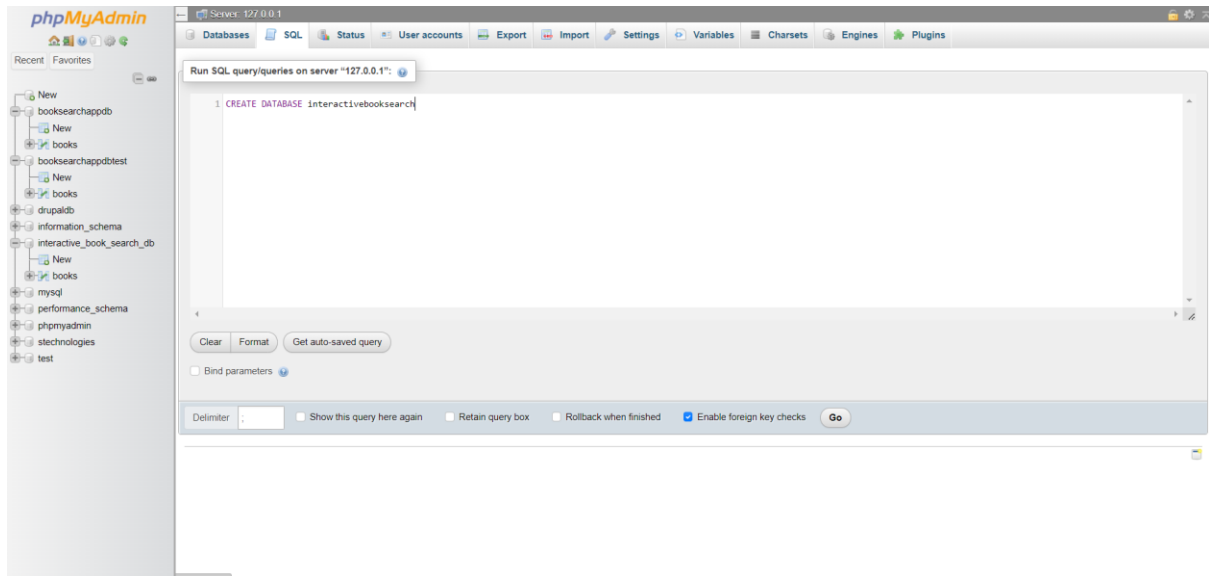 phpMyAdmin
Recent Favorites
New
booksearchappdb
New
books
booksearchappdbtest
New
books
drupaldb
information_schema
interactive_book_search_db
New
books
mysql
performance_schema
phpmyadmin
stechnologies
test
Server: 127.0.0.1
Databases SQL Status User accounts Export Import Settings Variables Charsets Engines Plugins
Run SQL query/queries on server “127.0.0.1”:
1 CREATE DATABASE interactivebooksearch
Clear Format Get auto-saved query
Bind parameters
Delimiter ; Show this query here again Retain query box Rollback when finished Enable foreign key checks Go